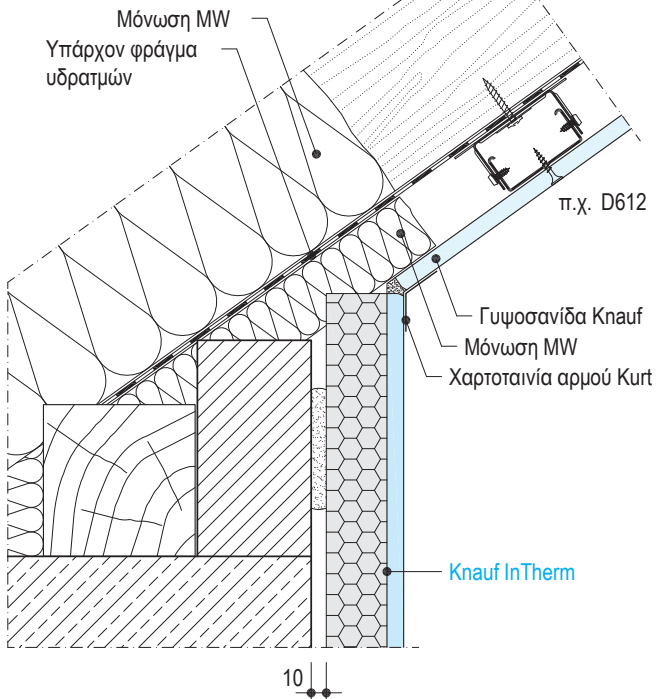 Μόνωση MW
Υπάρχον φράγμα
υδρατμών
π.χ. D612
Γυψοσανίδα Knauf
Μόνωση MW
Χαρτοταινία αρμού Kurt
Knauf InTherm
10